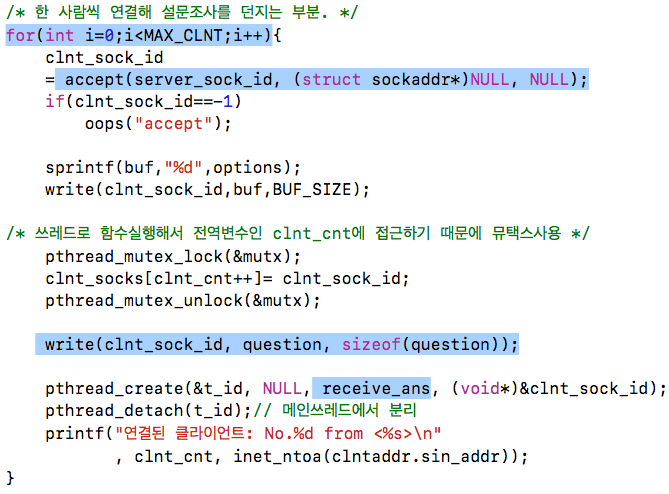 /* 한 사람씩 연결해 설문조사를 던지는 부분. */
for(int i=0;i<MAX_CLNT;i++){
    clnt_sock_id
    = accept(server_sock_id, (struct sockaddr*)NULL, NULL);
    if(clnt_sock_id==-1)
        oops("accept");

    sprintf(buf,"%d",options);
    write(clnt_sock_id,buf,BUF_SIZE);

/* 쓰레드로 함수실행해서 전역변수인 clnt_cnt에 접근하기 때문에 뮤택스사용 */
    pthread_mutex_lock(&mutx);
    clnt_socks[clnt_cnt++]= clnt_sock_id;
    pthread_mutex_unlock(&mutx);

    write(clnt_sock_id, question, sizeof(question));

    pthread_create(&t_id, NULL, receive_ans, (void*)&clnt_sock_id);
    pthread_detach(t_id);// 메인쓰레드에서 분리
    printf("연결된 클라이언트: No.%d from <%s>\n"
           , clnt_cnt, inet_ntoa(clntaddr.sin_addr));
}